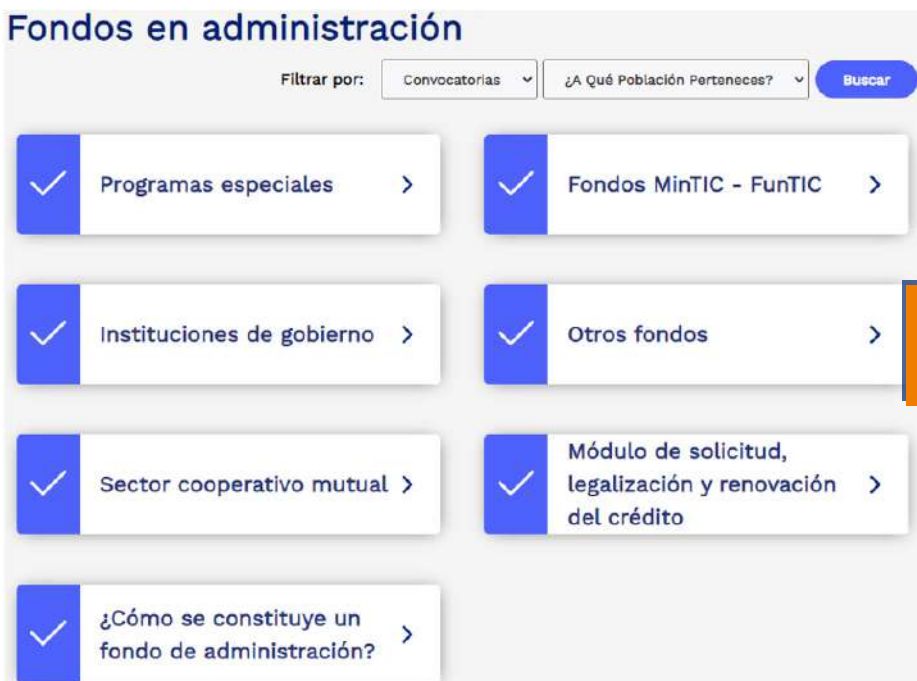 Fondos en administración
Filtrar por: Convocatorias ¿A Qué Población Perteneces? Buscar
Programas especiales
Fondos MinTIC - FunTIC
Instituciones de gobierno
Otros fondos
Sector cooperativo mutual
Módulo de solicitud,
legalización y renovación
del crédito
¿Cómo se constituye un
fondo de administración?